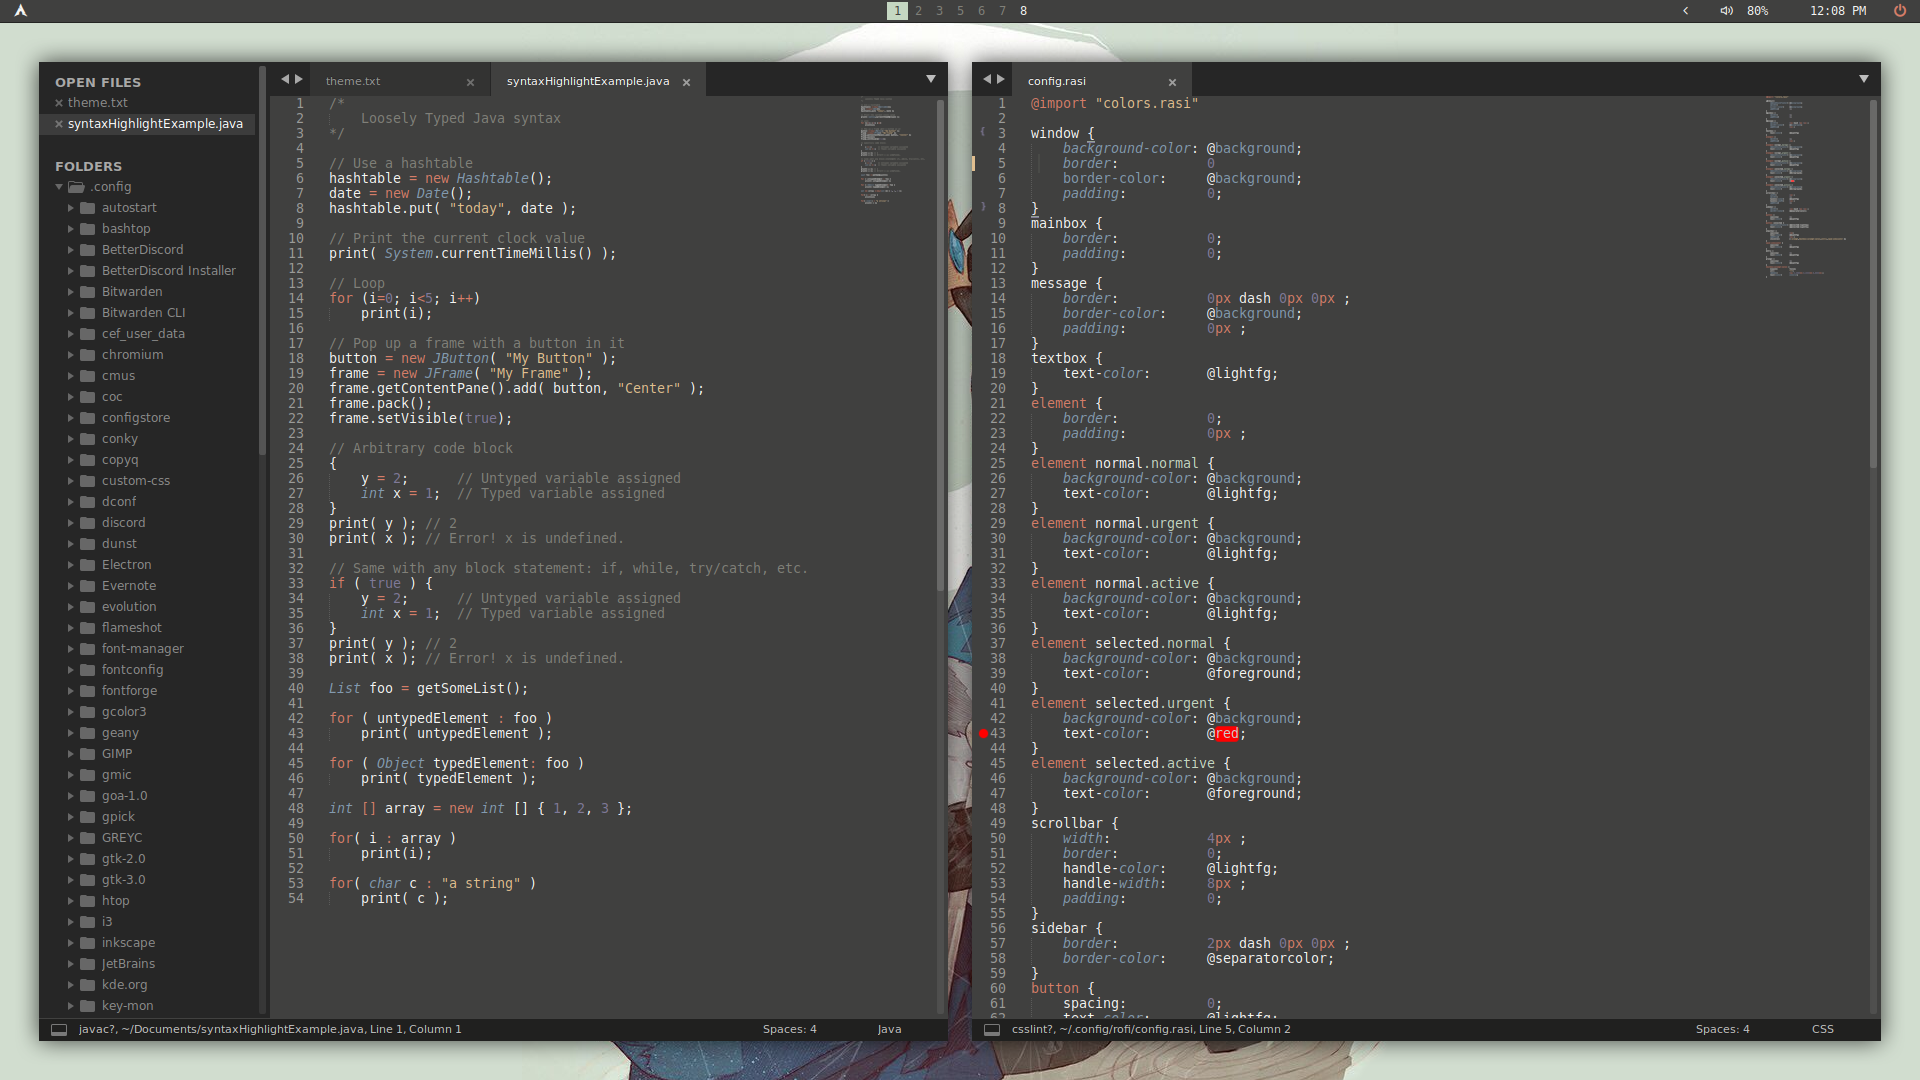 1 2 3 5 6 7 8
80% 12:08 PM
OPEN FILES
theme.txt
syntaxHighlightExample.java
FOLDERS
.config
autostart
bashtop
BetterDiscord
BetterDiscord Installer
Bitwarden
Bitwarden CLI
cef_user_data
chromium
cmus
coc
configstore
conky
copyq
custom-css
dconf
discord
dunst
Electron
Evernote
evolution
flameshot
font-manager
fontconfig
fontforge
gcolor3
geany
GIMP
gmic
goa-1.0
gpick
GREYC
gtk-2.0
gtk-3.0
htop
i3
inkscape
JetBrains
kde.org
key-mon
theme.txt
syntaxHighlightExample.java
1 /*
2     Loosely Typed Java syntax
3 */
4
5 // Use a hashtable
6 hashtable = new Hashtable();
7 date = new Date();
8 hashtable.put( "today", date );
9
10 // Print the current clock value
11 print( System.currentTimeMillis() );
12
13 // Loop
14 for (i=0; i<5; i++)
15     print(i);
16
17 // Pop up a frame with a button in it
18 button = new JButton( "My Button" );
19 frame = new JFrame( "My Frame" );
20 frame.getContentPane().add( button, "Center" );
21 frame.pack();
22 frame.setVisible(true);
23
24 // Arbitrary code block
25 {
26     y = 2;      // Untyped variable assigned
27     int x = 1;  // Typed variable assigned
28 }
29 print( y ); // 2
30 print( x ); // Error! x is undefined.
31
32 // Same with any block statement: if, while, try/catch, etc.
33 if ( true ) {
34     y = 2;      // Untyped variable assigned
35     int x = 1;  // Typed variable assigned
36 }
37 print( y ); // 2
38 print( x ); // Error! x is undefined.
39
40 List foo = getSomeList();
41
42 for ( untypedElement : foo )
43     print( untypedElement );
44
45 for ( Object typedElement: foo )
46     print( typedElement );
47
48 int [] array = new int [] { 1, 2, 3 };
49
50 for( i : array )
51     print(i);
52
53 for( char c : "a string" )
54     print( c );
javac?, ~/Documents/syntaxHighlightExample.java, Line 1, Column 1 Spaces: 4 Java
config.rasi
1 @import "colors.rasi"
2
3 window {
4     background-color: @background;
5     border:           0
6     border-color:     @background;
7     padding:          0;
8 }
9 mainbox {
10     border:           0;
11     padding:          0;
12 }
13 message {
14     border:           0px dash 0px 0px ;
15     border-color:     @background;
16     padding:          0px ;
17 }
18 textbox {
19     text-color:       @lightfg;
20 }
21 element {
22     border:           0;
23     padding:          0px ;
24 }
25 element normal.normal {
26     background-color: @background;
27     text-color:       @lightfg;
28 }
29 element normal.urgent {
30     background-color: @background;
31     text-color:       @lightfg;
32 }
33 element normal.active {
34     background-color: @background;
35     text-color:       @lightfg;
36 }
37 element selected.normal {
38     background-color: @background;
39     text-color:       @foreground;
40 }
41 element selected.urgent {
42     background-color: @background;
43     text-color:       @red;
44 }
45 element selected.active {
46     background-color: @background;
47     text-color:       @foreground;
48 }
49 scrollbar {
50     width:            4px ;
51     border:           0;
52     handle-color:     @lightfg;
53     handle-width:     8px ;
54     padding:          0;
55 }
56 sidebar {
57     border:           2px dash 0px 0px ;
58     border-color:     @separatorcolor;
59 }
60 button {
61     spacing:          0;
62     text-color:       @lightfg;
csslint?, ~/.config/rofi/config.rasi, Line 5, Column 2 Spaces: 4 CSS